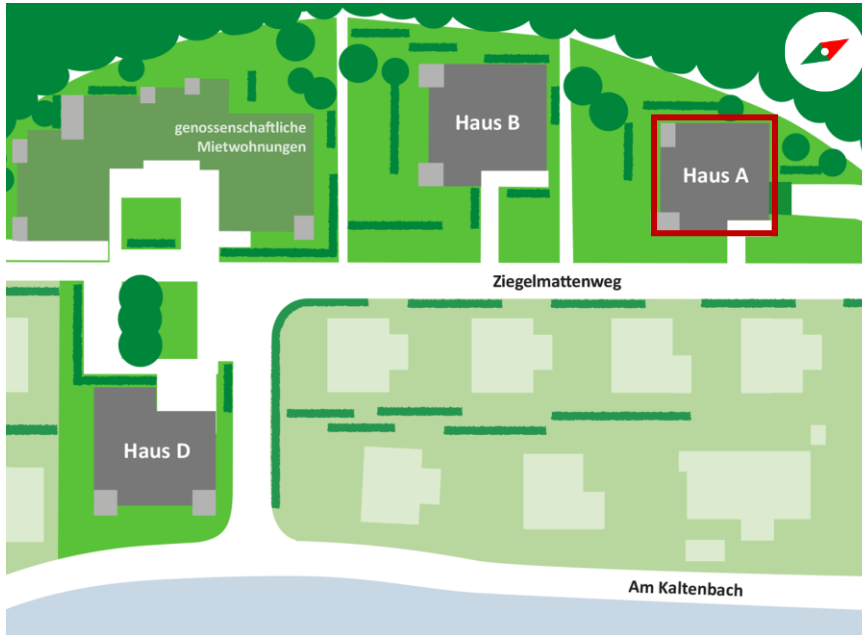 genossenschaftliche
Mietwohnungen
Haus B
Haus A
Ziegelmattenweg
Haus D
Am Kaltenbach